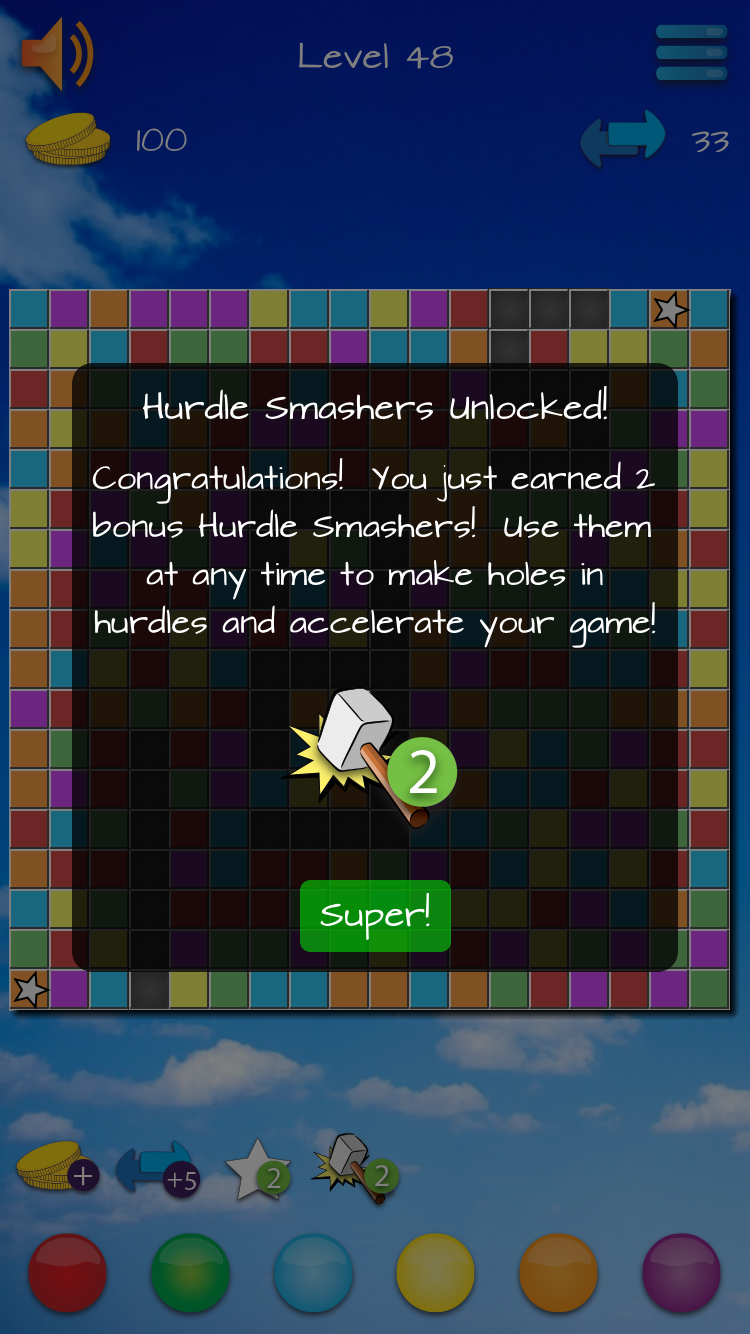 Level 48
100
33
Hurdle Smashers Unlocked!
Congratulations! You just earned 2
bonus Hurdle Smashers! Use them
at any time to make holes in
hurdles and accelerate your game!
2
Super!
+
+5
2
2